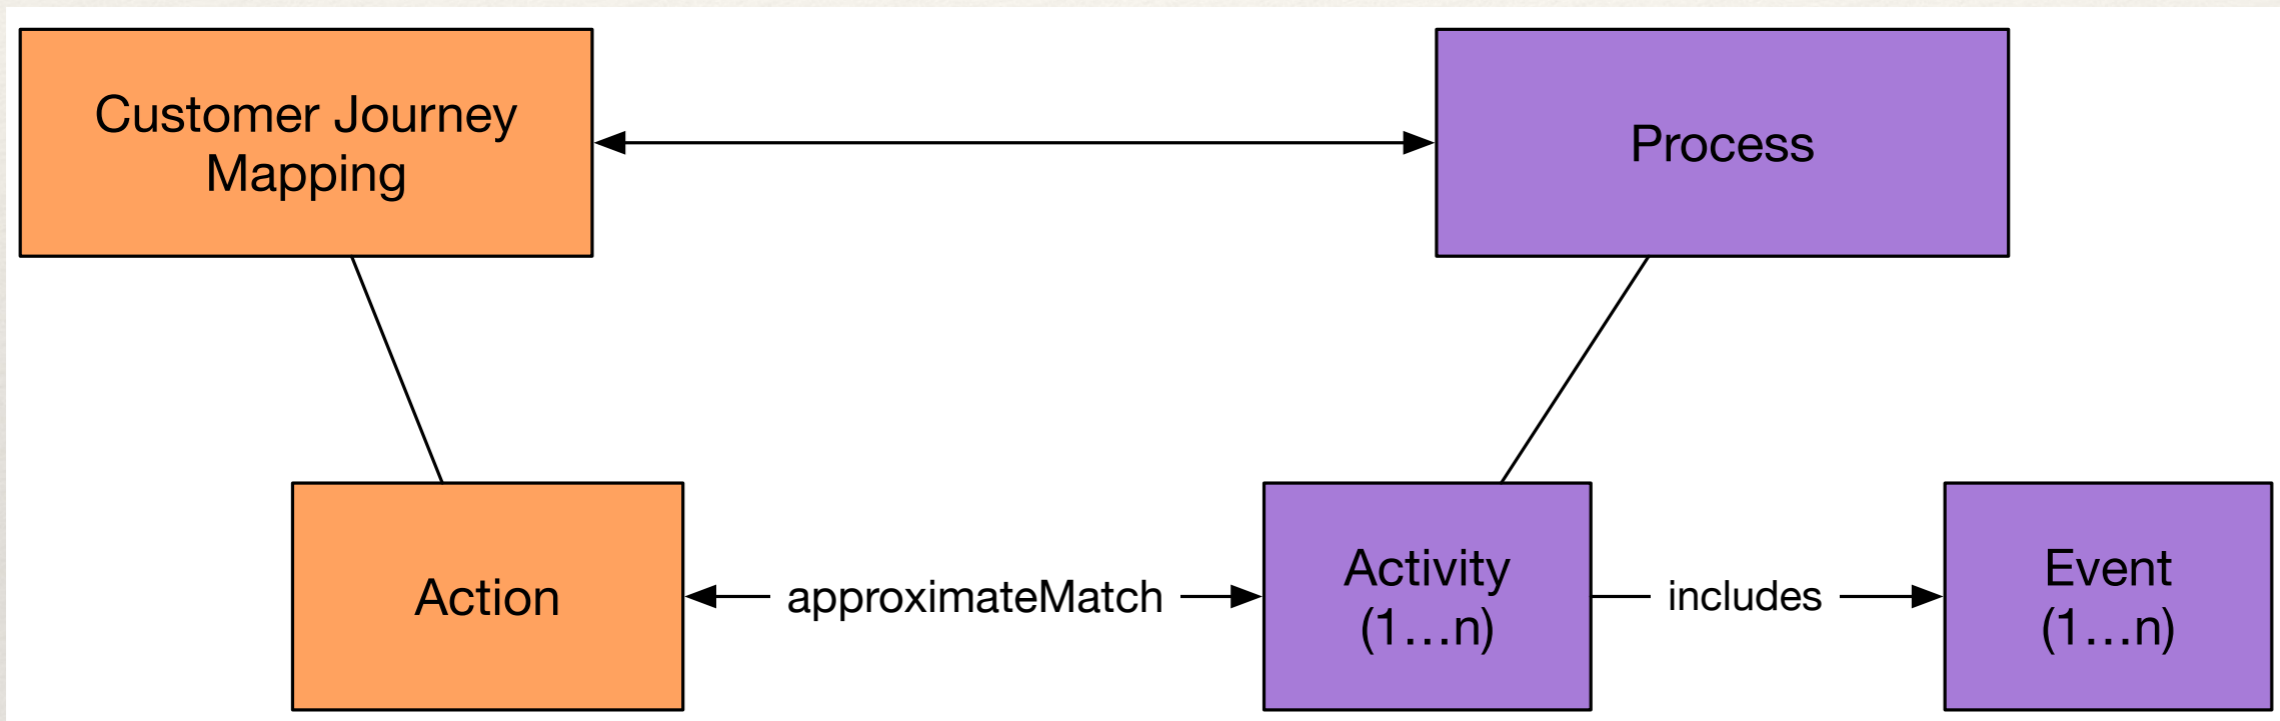 Customer Journey
Mapping
Process
Action
approximateMatch
Activity
(1...n)
includes
Event
(1...n)